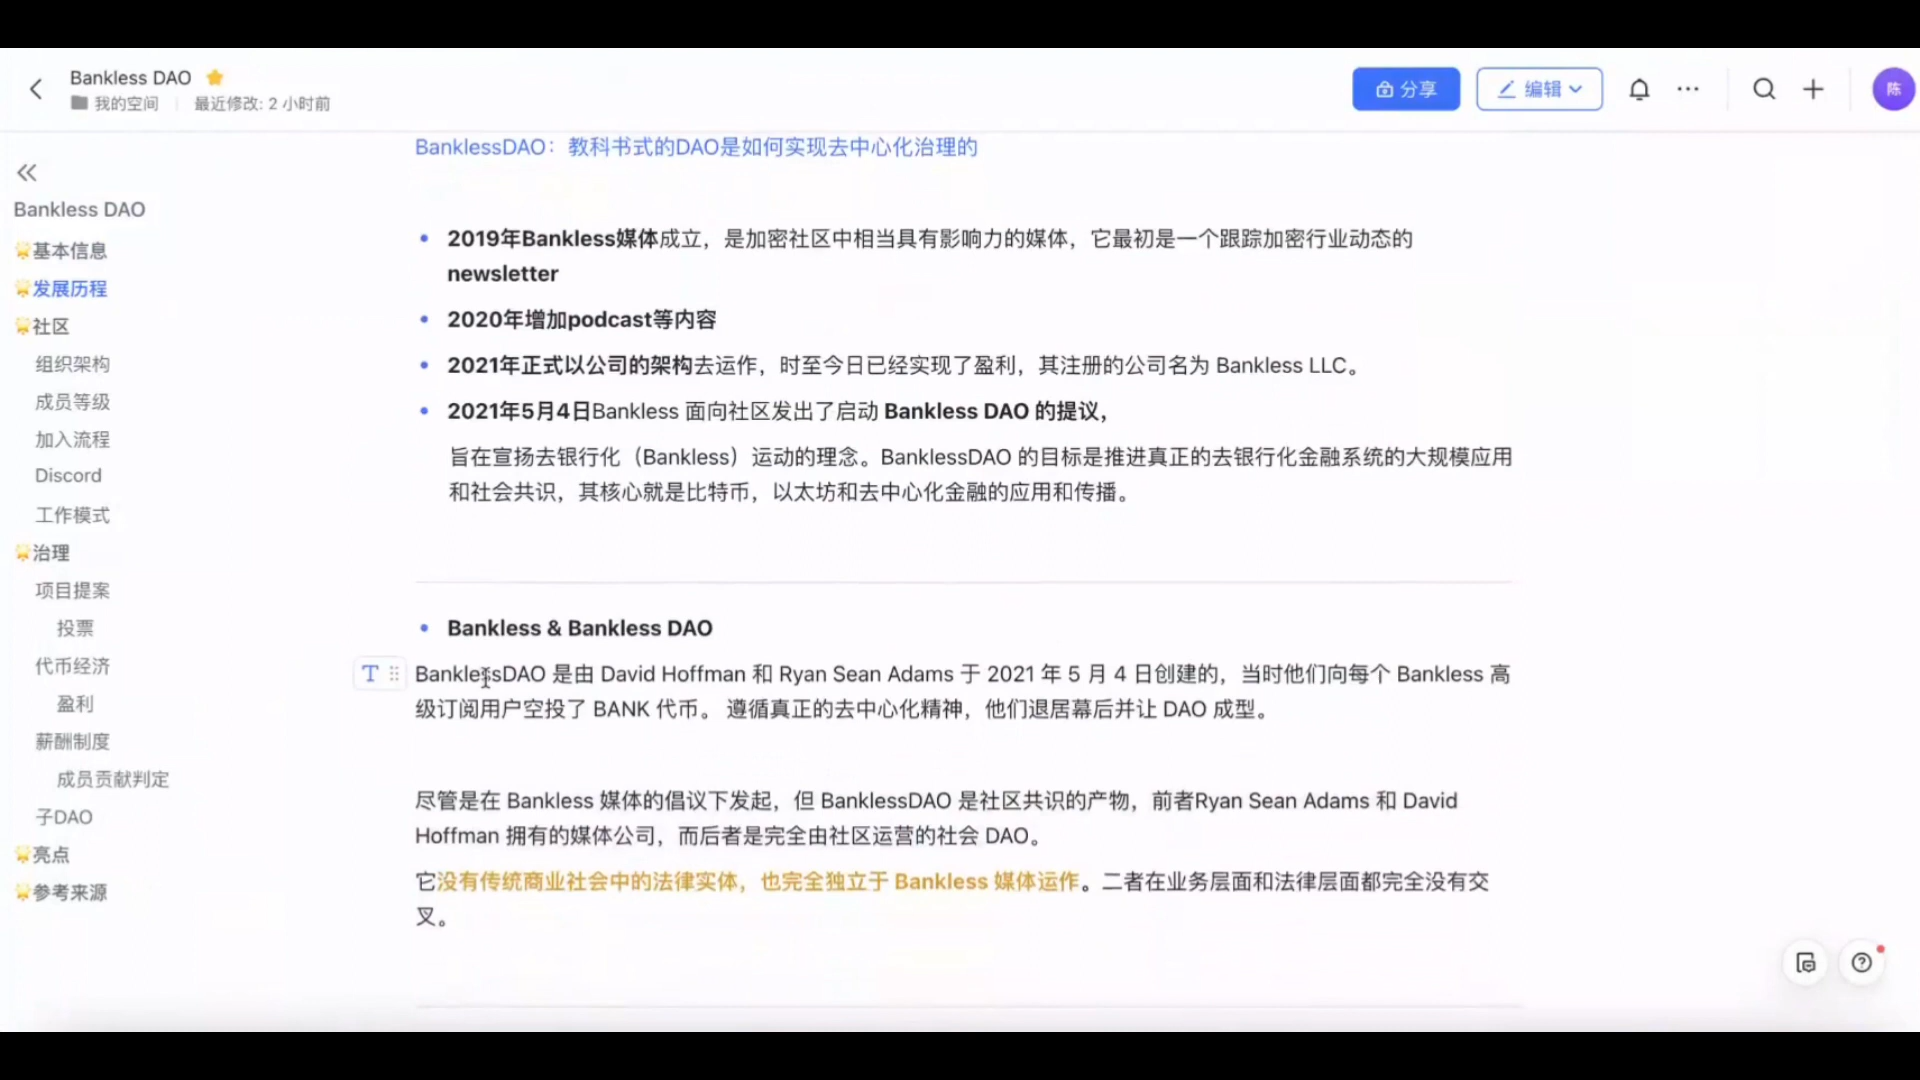 Bankless DAO
我的空间 最近修改: 2 小时前
分享
编辑
陈
Bankless DAO
基本信息
发展历程
社区
组织架构
成员等级
加入流程
Discord
工作模式
治理
项目提案
投票
代币经济
盈利
薪酬制度
成员贡献判定
子DAO
亮点
参考来源
BanklessDAO：教科书式的DAO是如何实现去中心化治理的
2019年Bankless媒体成立，是加密社区中相当具有影响力的媒体，它最初是一个跟踪加密行业动态的
newsletter
2020年增加podcast等内容
2021年正式以公司的架构去运作，时至今日已经实现了盈利，其注册的公司名为 Bankless LLC。
2021年5月4日Bankless 面向社区发出了启动 Bankless DAO 的提议，
旨在宣扬去银行化（Bankless）运动的理念。BanklessDAO 的目标是推进真正的去银行化金融系统的大规模应用
和社会共识，其核心就是比特币，以太坊和去中心化金融的应用和传播。
Bankless & Bankless DAO
T
BanklessDAO 是由 David Hoffman 和 Ryan Sean Adams 于 2021 年 5 月 4 日创建的，当时他们向每个 Bankless 高
级订阅用户空投了 BANK 代币。 遵循真正的去中心化精神，他们退居幕后并让 DAO 成型。
尽管是在 Bankless 媒体的倡议下发起，但 BanklessDAO 是社区共识的产物，前者Ryan Sean Adams 和 David
Hoffman 拥有的媒体公司，而后者是完全由社区运营的社会 DAO。
它没有传统商业社会中的法律实体，也完全独立于 Bankless 媒体运作。二者在业务层面和法律层面都完全没有交
叉。